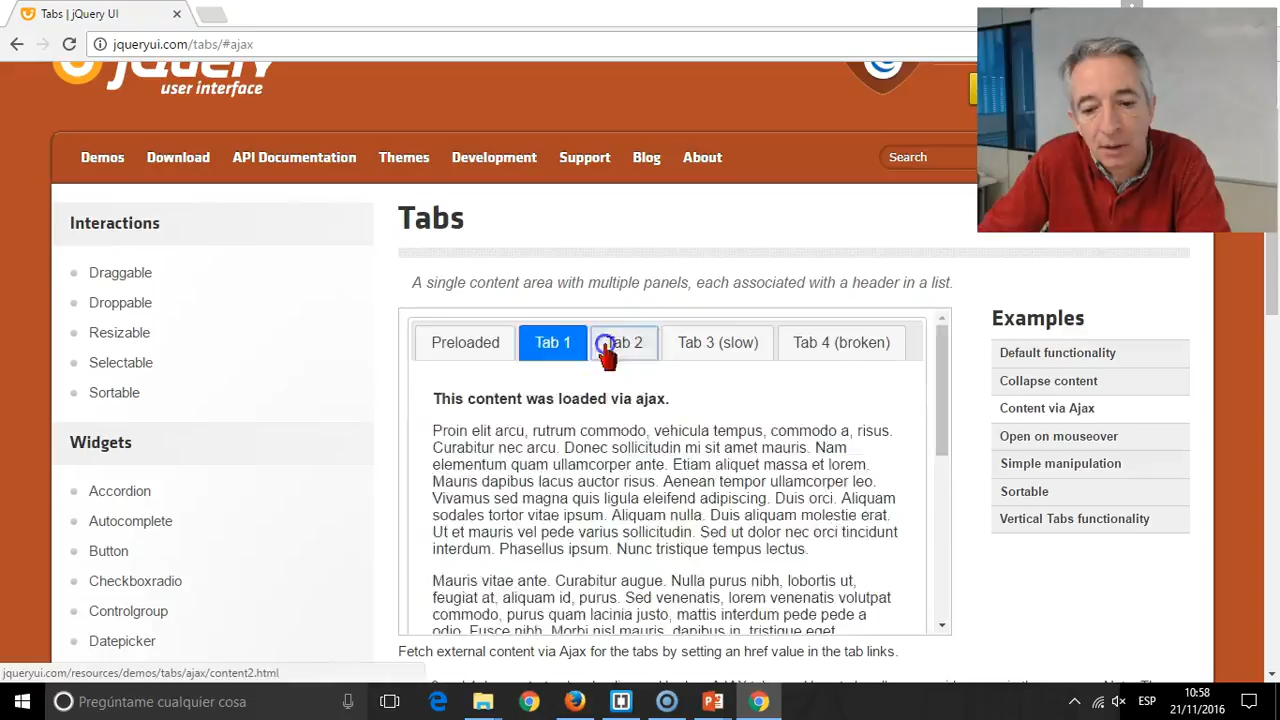 Tabs | jQuery UI
jqueryui.com/tabs/#ajax
jQuery
user interface
Demos
Download
API Documentation
Themes
Development
Support
Blog
About
Search
Interactions
Draggable
Droppable
Resizable
Selectable
Sortable
Widgets
Accordion
Autocomplete
Button
Checkboxradio
Controlgroup
Datepicker
Tabs
A single content area with multiple panels, each associated with a header in a list.
Preloaded
Tab 1
Tab 2
Tab 3 (slow)
Tab 4 (broken)
This content was loaded via ajax.
Proin elit arcu, rutrum commodo, vehicula tempus, commodo a, risus.
Curabitur nec arcu. Donec sollicitudin mi sit amet mauris. Nam
elementum quam ullamcorper ante. Etiam aliquet massa et lorem.
Mauris dapibus lacus auctor risus. Aenean tempor ullamcorper leo.
Vivamus sed magna quis ligula eleifend adipiscing. Duis orci. Aliquam
sodales tortor vitae ipsum. Aliquam nulla. Duis aliquam molestie erat.
Ut et mauris vel pede varius sollicitudin. Sed ut dolor nec orci tincidunt
interdum. Phasellus ipsum. Nunc tristique tempus lectus.
Mauris vitae ante. Curabitur augue. Nulla purus nibh, lobortis ut,
feugiat at, aliquam id, purus. Sed venenatis, lorem venenatis volutpat
commodo, purus quam lacinia justo, mattis interdum pede pede a
odio. Fusce nibh. Morbi nisl mauris, dapibus in, tristique eget,
Fetch external content via Ajax for the tabs by setting an href value in the tab links.
Examples
Default functionality
Collapse content
Content via Ajax
Open on mouseover
Simple manipulation
Sortable
Vertical Tabs functionality
jqueryui.com/resources/demos/tabs/ajax/content2.html
Pregúntame cualquier cosa
ESP
10:58
21/11/2016